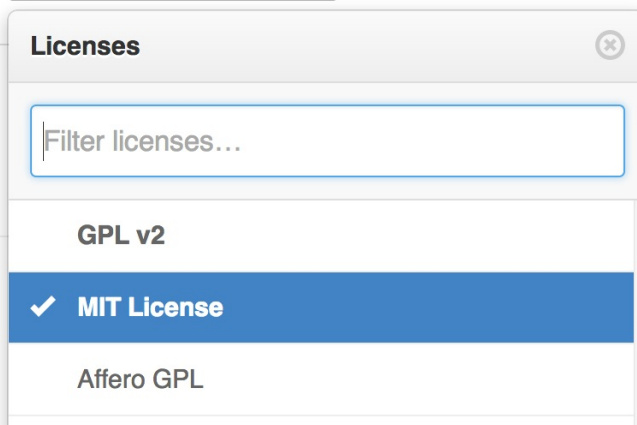 Licenses
Filter licenses…
GPL v2
MIT License
Affero GPL